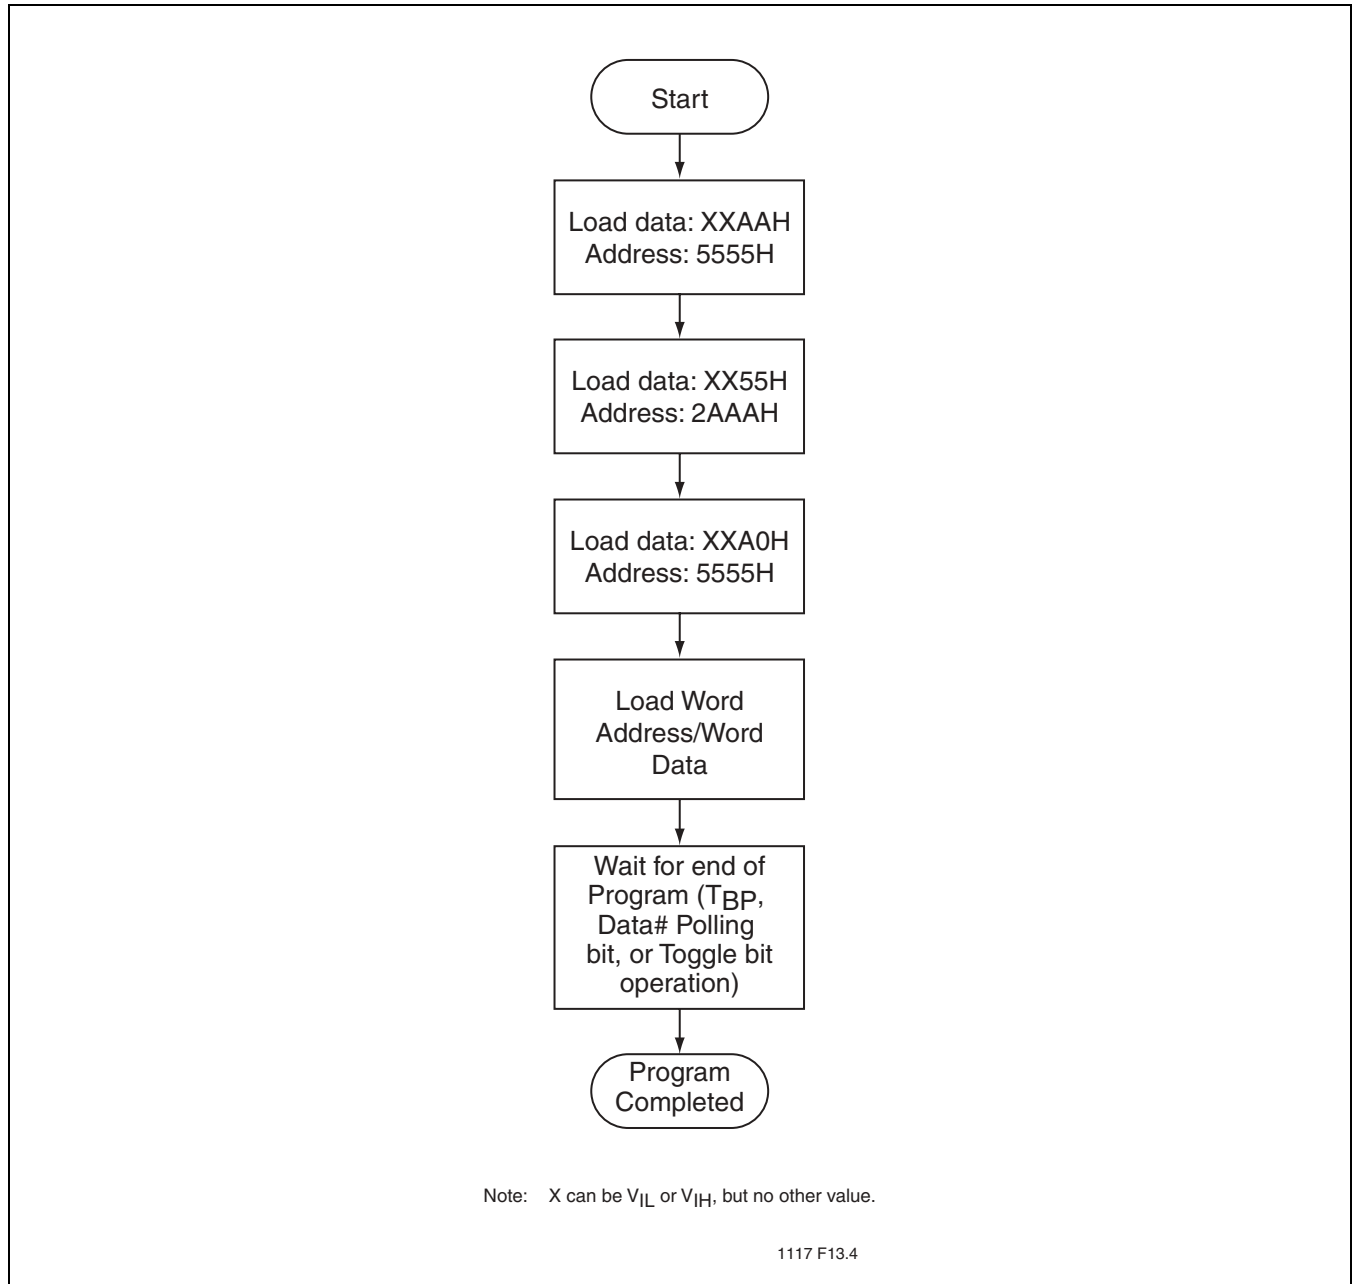 Start
Load data: XXAAH
Address: 5555H
Load data: XX55H
Address: 2AAAH
Load data: XXA0H
Address: 5555H
Load Word
Address/Word
Data
Wait for end of
Program (TBP,
Data# Polling
bit, or Toggle bit
operation)
Program
Completed
Note: X can be VIL or VIH, but no other value.
1117 F13.4